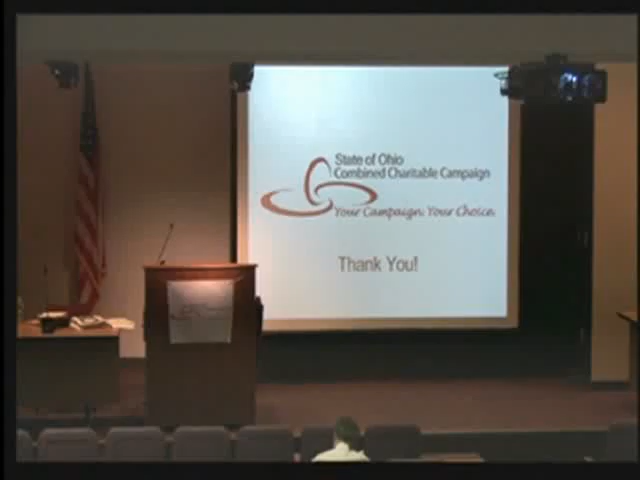 State of Ohio
Combined Charitable Campaign
Your Campaign. Your Choice.
Thank You!